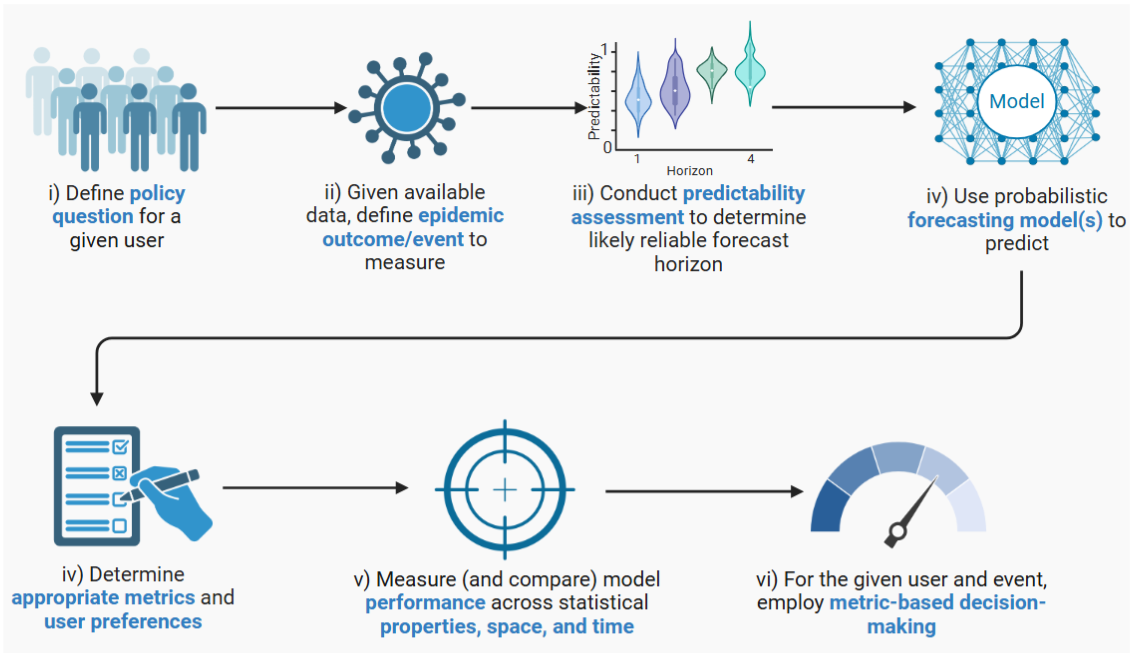 i) Define policy
question for a
given user
ii) Given available
data, define epidemic
outcome/event to
measure
Predictability
1
0
1
4
Horizon
iii) Conduct predictability
assessment to determine
likely reliable forecast
horizon
Model
iv) Use probabilistic
forecasting model(s) to
predict
iv) Determine
appropriate metrics and
user preferences
v) Measure (and compare) model
performance across statistical
properties, space, and time
vi) For the given user and event,
employ metric-based decision-
making